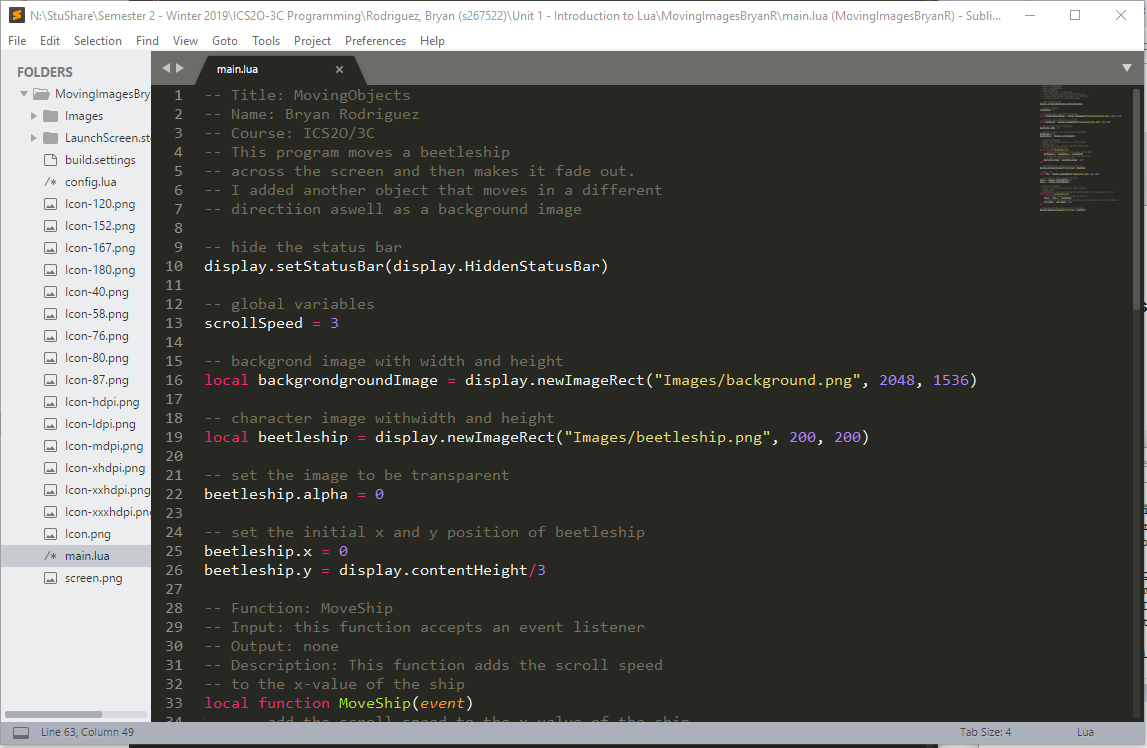 N:\StuShare\Semester 2 - Winter 2019\ICS2O-3C Programming\Rodriguez, Bryan (s267522)\Unit 1 - Introduction to Lua\MovingImagesBryanR\main.lua (MovingImagesBryanR) - Subli...
File Edit Selection Find View Goto Tools Project Preferences Help
FOLDERS
MovingImagesBry
Images
LaunchScreen.st
build.settings
/* config.lua
Icon-120.png
Icon-152.png
Icon-167.png
Icon-180.png
Icon-40.png
Icon-58.png
Icon-76.png
Icon-80.png
Icon-87.png
Icon-hdpi.png
Icon-ldpi.png
Icon-mdpi.png
Icon-xhdpi.png
Icon-xxhdpi.png
Icon-xxxhdpi.pn
Icon.png
/* main.lua
screen.png
main.lua ×
1 -- Title: MovingObjects
2 -- Name: Bryan Rodriguez
3 -- Course: ICS2O/3C
4 -- This program moves a beetleship
5 -- across the screen and then makes it fade out.
6 -- I added another object that moves in a different
7 -- directiion aswell as a background image
8
9 -- hide the status bar
10 display.setStatusBar(display.HiddenStatusBar)
11
12 -- global variables
13 scrollSpeed = 3
14
15 -- backgrond image with width and height
16 local backgrondgroundImage = display.newImageRect("Images/background.png", 2048, 1536)
17
18 -- character image withwidth and height
19 local beetleship = display.newImageRect("Images/beetleship.png", 200, 200)
20
21 -- set the image to be transparent
22 beetleship.alpha = 0
23
24 -- set the initial x and y position of beetleship
25 beetleship.x = 0
26 beetleship.y = display.contentHeight/3
27
28 -- Function: MoveShip
29 -- Input: this function accepts an event listener
30 -- Output: none
31 -- Description: This function adds the scroll speed
32 -- to the x-value of the ship
33 local function MoveShip(event)
34 add the scroll speed to the x-value of the ship
Line 63, Column 49
Tab Size: 4
Lua